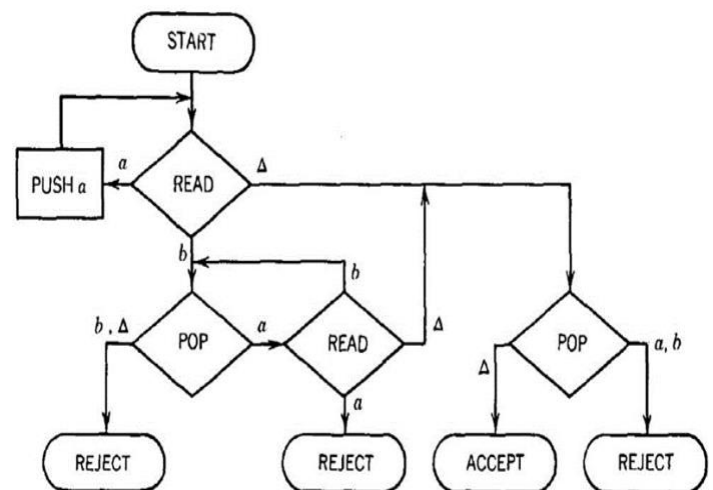 START
a
Δ
PUSH a
READ
b
b
b, Δ
POP
a
READ
Δ
POP
a, b
Δ
a
REJECT
REJECT
ACCEPT
REJECT